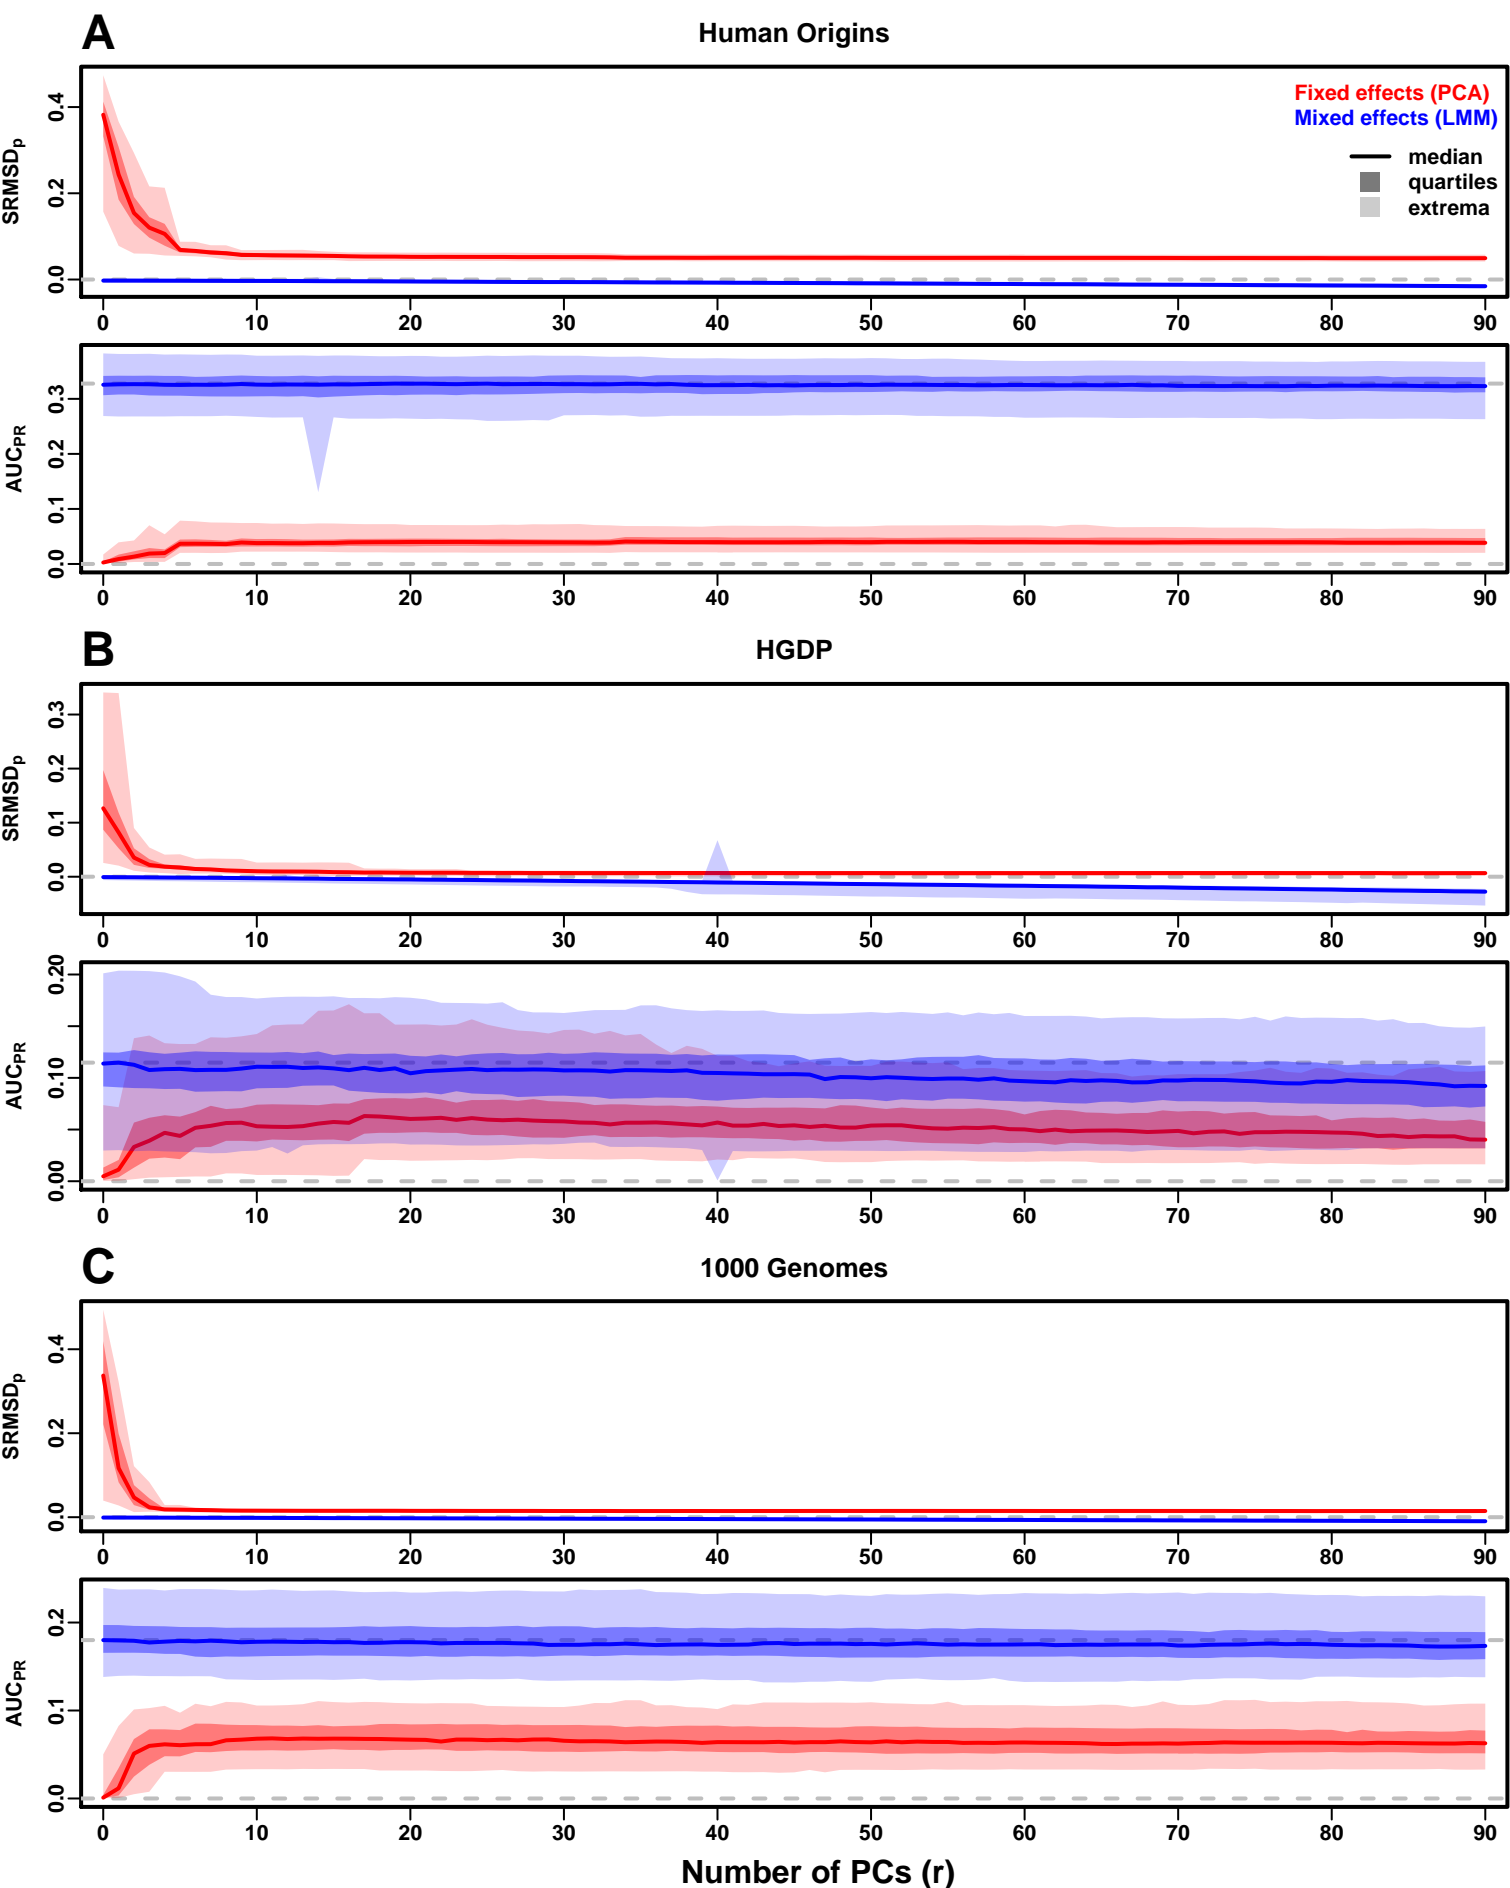 A
Human Origins
Fixed effects (PCA)
Mixed effects (LMM)
median
quartiles
extrema
SRMSDp
0.4
0.2
0.0
0 10 20 30 40 50 60 70 80 90
AUCPR
0.3
0.2
0.1
0.0
0 10 20 30 40 50 60 70 80 90
B
HGDP
SRMSDp
0.3
0.2
0.1
0.0
0 10 20 30 40 50 60 70 80 90
AUCPR
0.20
0.10
0.00
0 10 20 30 40 50 60 70 80 90
C
1000 Genomes
SRMSDp
0.4
0.2
0.0
0 10 20 30 40 50 60 70 80 90
AUCPR
0.2
0.1
0.0
0 10 20 30 40 50 60 70 80 90
Number of PCs (r)